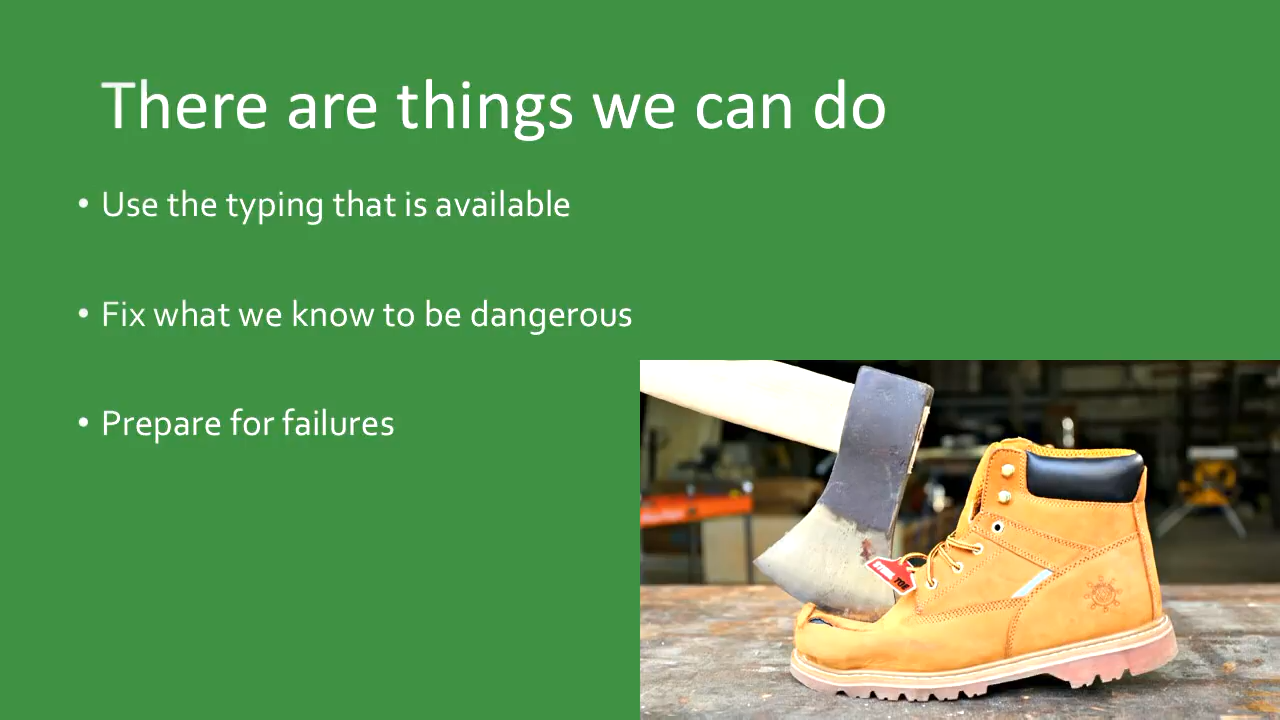 There are things we can do
• Use the typing that is available
• Fix what we know to be dangerous
• Prepare for failures
TOE